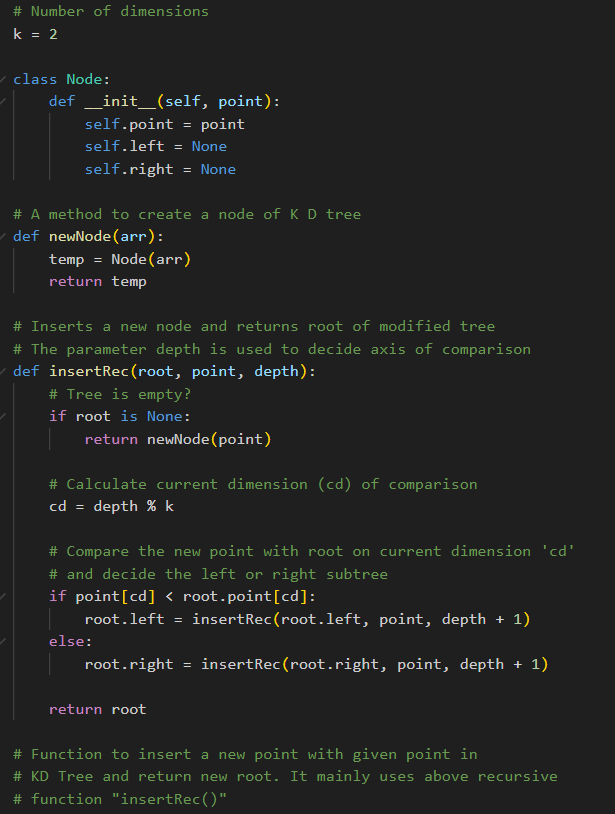 # Number of dimensions
k = 2
class Node:
    def __init__(self, point):
        self.point = point
        self.left = None
        self.right = None
# A method to create a node of K D tree
def newNode(arr):
    temp = Node(arr)
    return temp
# Inserts a new node and returns root of modified tree
# The parameter depth is used to decide axis of comparison
def insertRec(root, point, depth):
    # Tree is empty?
    if root is None:
        return newNode(point)
    # Calculate current dimension (cd) of comparison
    cd = depth % k
    # Compare the new point with root on current dimension 'cd'
    # and decide the left or right subtree
    if point[cd] < root.point[cd]:
        root.left = insertRec(root.left, point, depth + 1)
    else:
        root.right = insertRec(root.right, point, depth + 1)
    return root
# Function to insert a new point with given point in
# KD Tree and return new root. It mainly uses above recursive
# function "insertRec()"